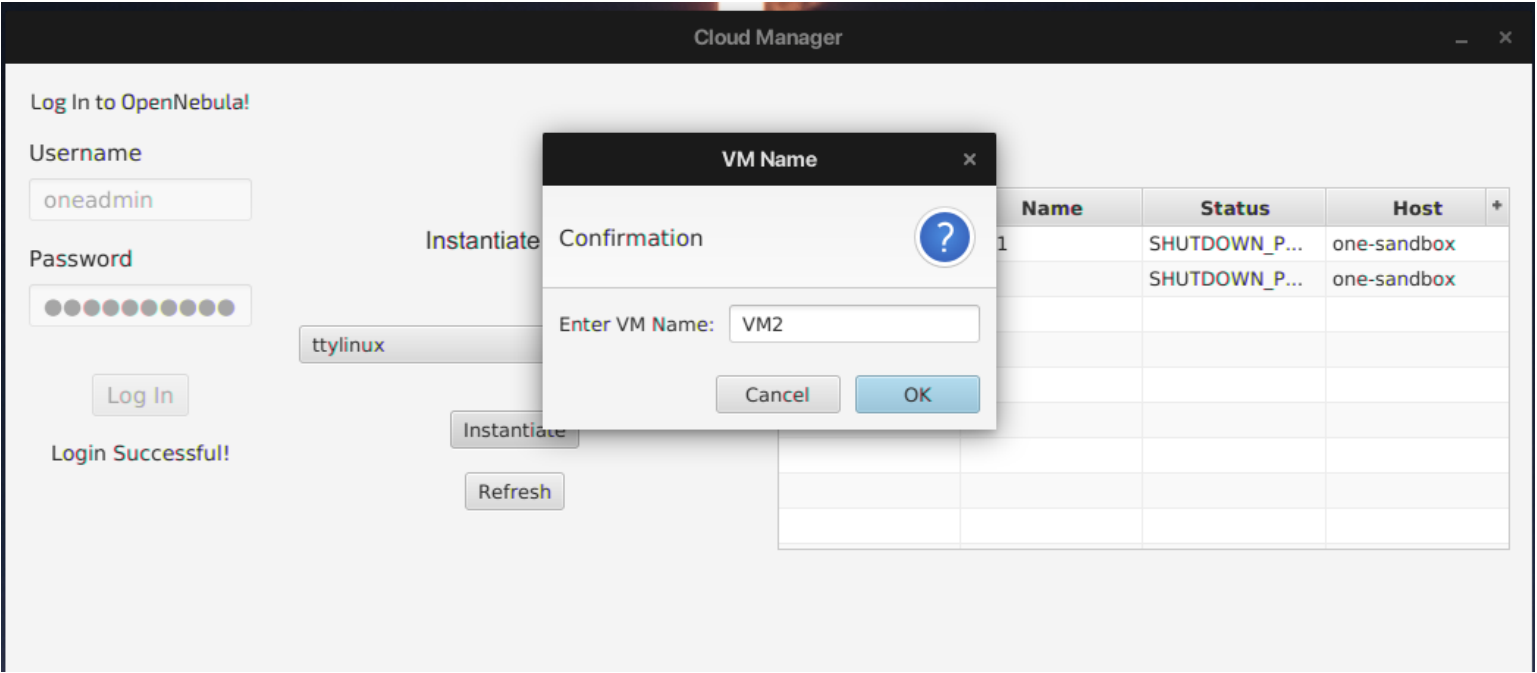 Cloud Manager
Log In to OpenNebula!
Username
oneadmin
Password
Log In
Login Successful!
Instantiate
ttylinux
Instantiate
Refresh
VM Name
Confirmation
?
Enter VM Name: VM2
Cancel OK
Name Status Host +
1 SHUTDOWN_P... one-sandbox
SHUTDOWN_P... one-sandbox